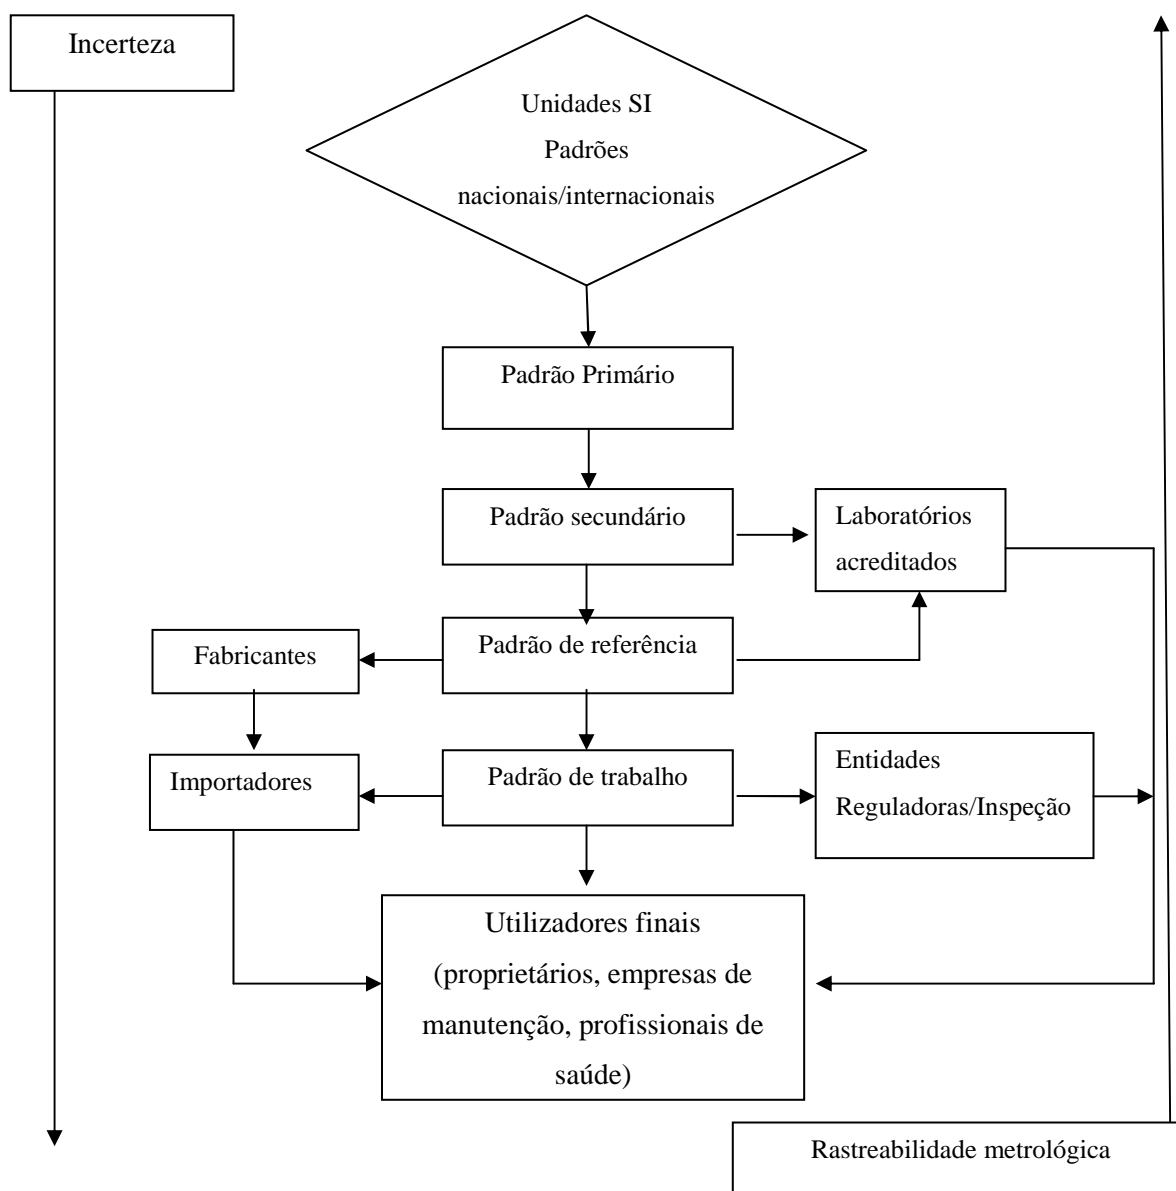 Incerteza
Unidades SI
Padrões
nacionais/internacionais
Padrão Primário
Padrão secundário
Laboratórios
acreditados
Padrão de referência
Fabricantes
Padrão de trabalho
Importadores
Entidades
Reguladoras/Inspeção
Utilizadores finais
(proprietários, empresas de
manutenção, profissionais de
saúde)
Rastreabilidade metrológica